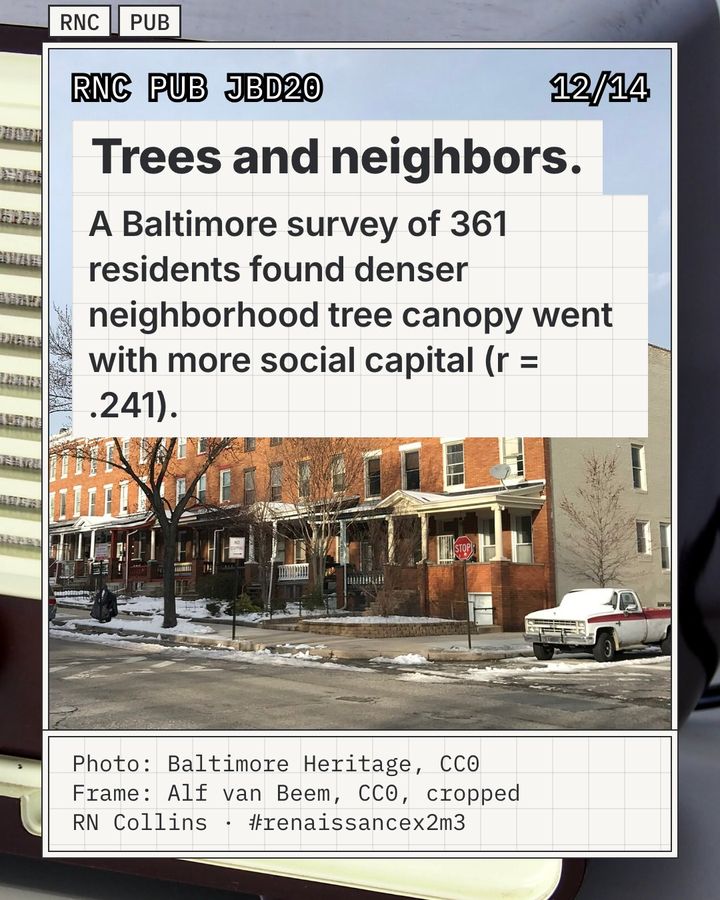 RNC PUB
RNC PUB JBD20 12/14
Trees and neighbors.
A Baltimore survey of 361
residents found denser
neighborhood tree canopy went
with more social capital (r =
.241).
STOP
Photo: Baltimore Heritage, CC0
Frame: Alf van Beem, CC0, cropped
RN Collins · #renaissancex2m3